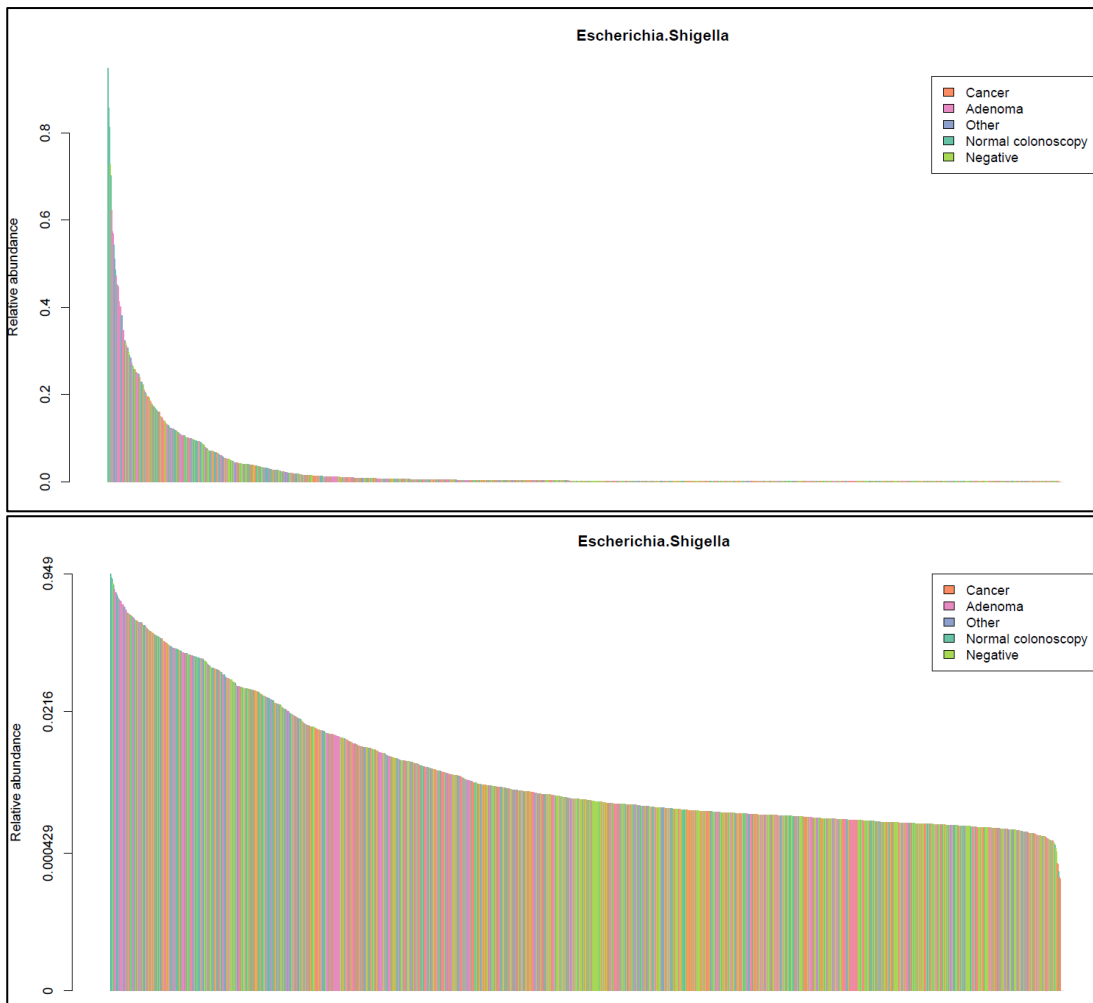 Escherichia.Shigella
Cancer
Adenoma
Other
Normal colonoscopy
Negative
Relative abundance
0.8
0.6
0.4
0.2
0.0
Escherichia.Shigella
Cancer
Adenoma
Other
Normal colonoscopy
Negative
Relative abundance
0.949
0.0216
0.000429
0